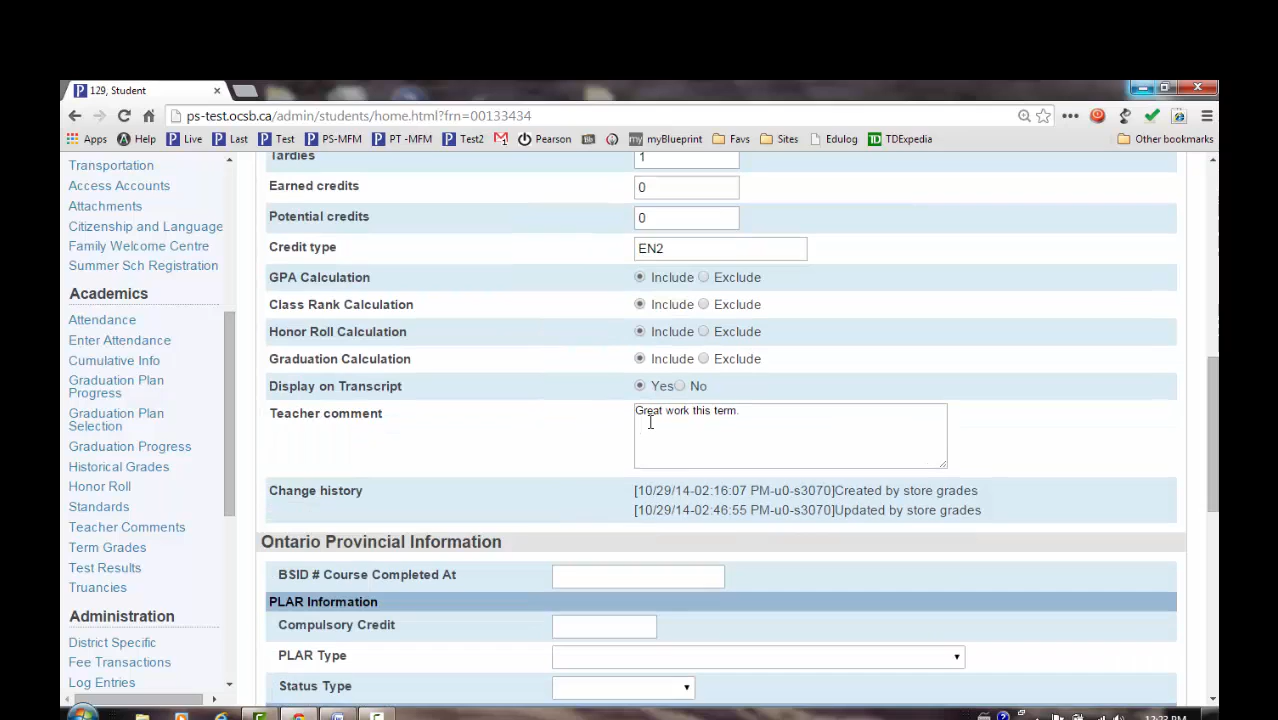 129, Student
ps-test.ocsb.ca/admin/students/home.html?frn=00133434
Apps Help Live Last Test PS-MFM PT -MFM Test2 Pearson myBlueprint Favs Sites Edulog TDExpedia Other bookmarks
Transportation
Access Accounts
Attachments
Citizenship and Language
Family Welcome Centre
Summer Sch Registration
Academics
Attendance
Enter Attendance
Cumulative Info
Graduation Plan
Progress
Graduation Plan
Selection
Graduation Progress
Historical Grades
Honor Roll
Standards
Teacher Comments
Term Grades
Test Results
Truancies
Administration
District Specific
Fee Transactions
Log Entries
Tardies 1
Earned credits 0
Potential credits 0
Credit type EN2
GPA Calculation Include Exclude
Class Rank Calculation Include Exclude
Honor Roll Calculation Include Exclude
Graduation Calculation Include Exclude
Display on Transcript Yes No
Teacher comment Great work this term.
Change history [10/29/14-02:16:07 PM-u0-s3070]Created by store grades
[10/29/14-02:46:55 PM-u0-s3070]Updated by store grades
Ontario Provincial Information
BSID # Course Completed At
PLAR Information
Compulsory Credit
PLAR Type
Status Type
12:23 PM